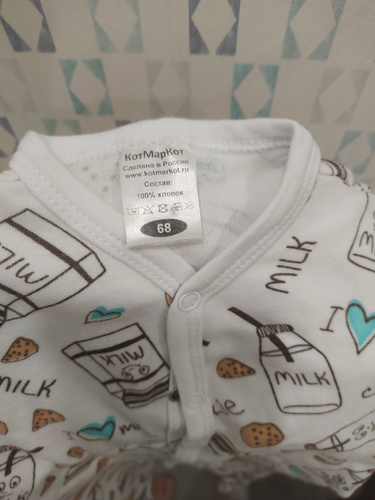 КотМарКот
Сделано в России
www.kotmarkot.ru
Состав:
100% хлопок
68
MILK
MILK
MILK
I
MILK
MILK
I